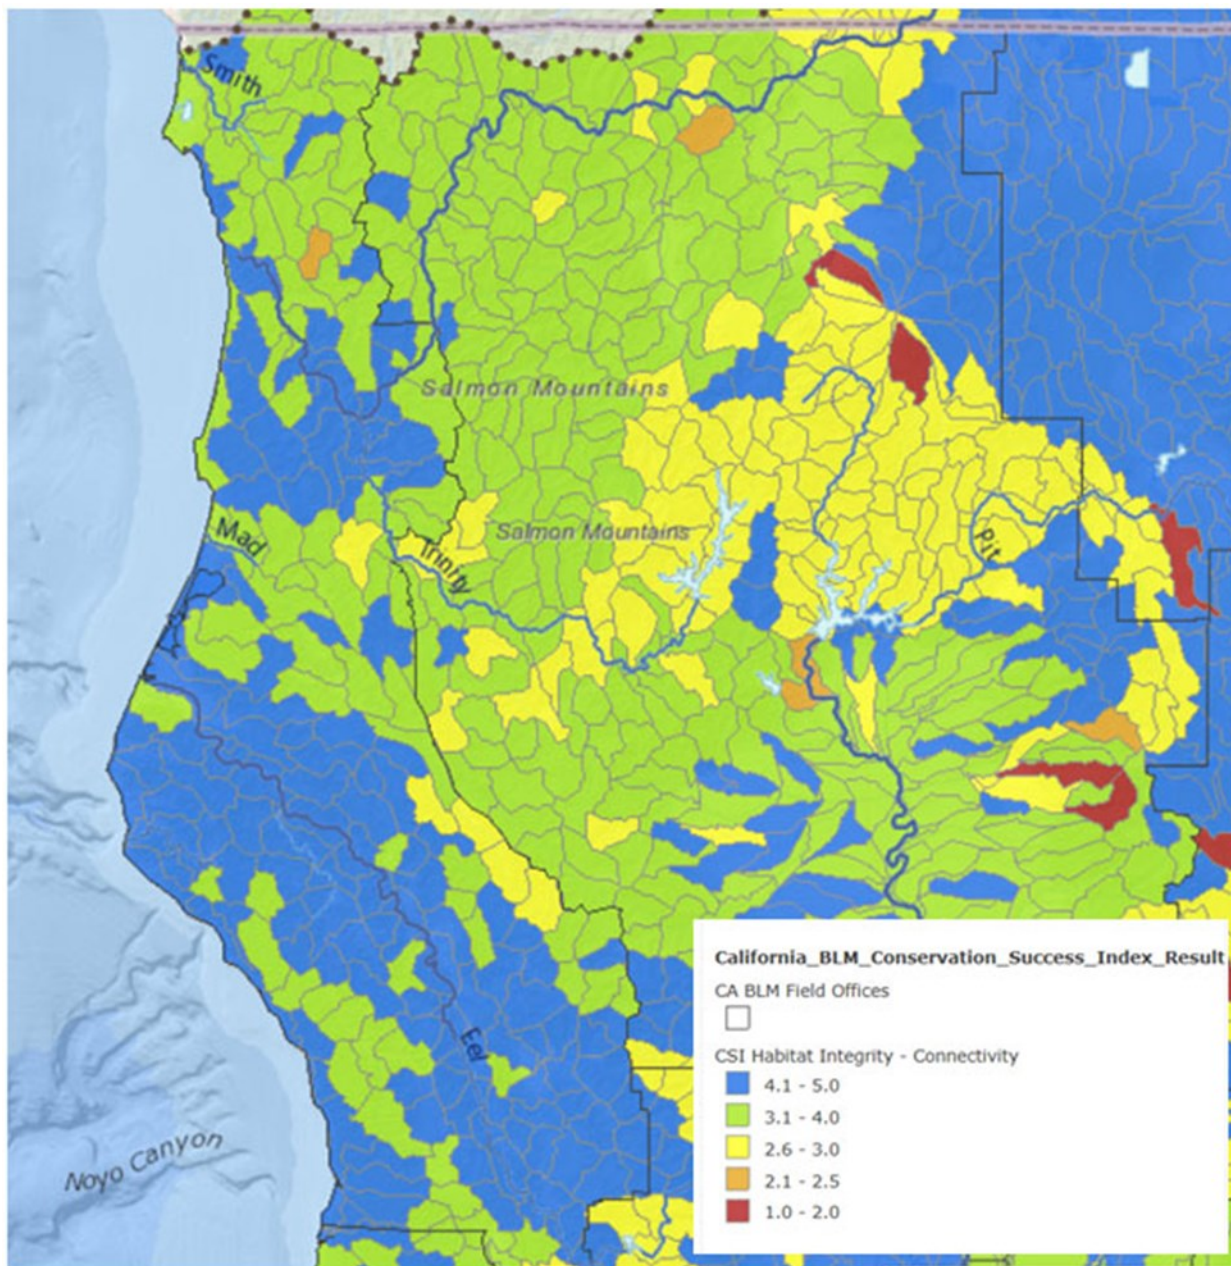 Smith
Salmon Mountains
Salmon Mountains
Mad
Trinity
Pit
Eel
Noyo Canyon
California_BLM_Conservation_Success_Index_Result
CA BLM Field Offices
CSI Habitat Integrity - Connectivity
4.1 - 5.0
3.1 - 4.0
2.6 - 3.0
2.1 - 2.5
1.0 - 2.0